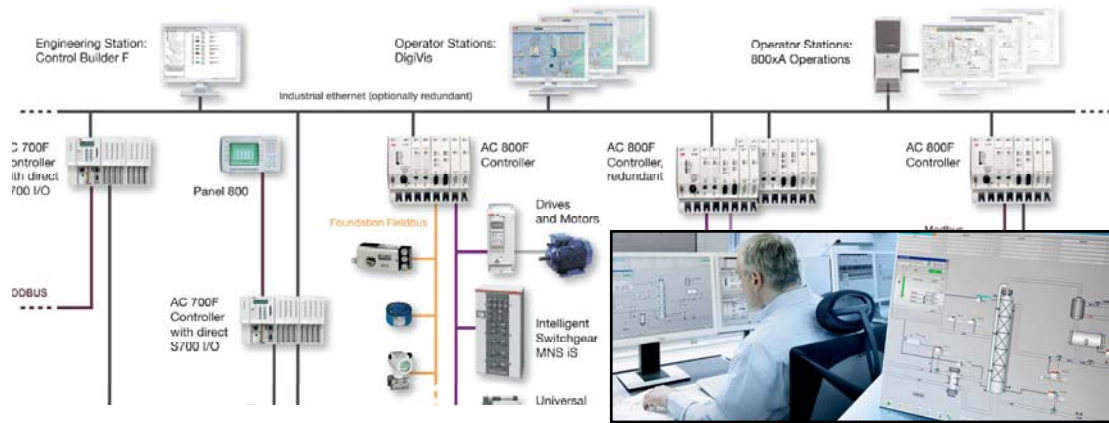 Engineering Station:
Control Builder F
Operator Stations:
DigiVis
Operator Stations:
800xA Operations
Industrial ethernet (optionally redundant)
C 700F
ontroller
ith direct
700 I/O
Panel 800
AC 800F
Controller
AC 800F
Controller,
redundant
AC 800F
Controller
Foundation Fieldbus
Drives
and Motors
ODBUS
AC 700F
Controller
with direct
S700 I/O
Intelligent
Switchgear
MNS iS
Universal
Modbus